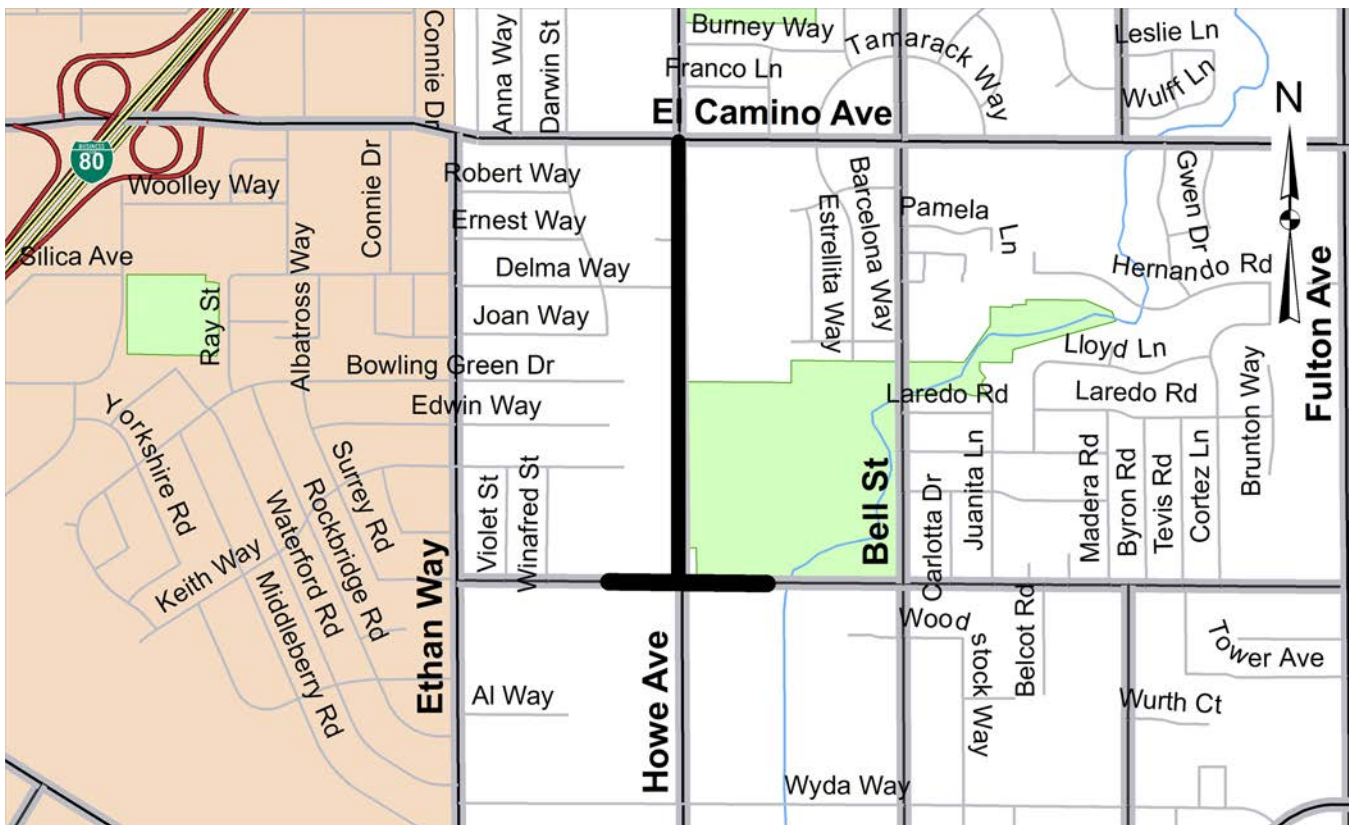 Burney Way
Leslie Ln
Connie Dr
Anna Way
Darwin St
Tamarack Way
Franco Ln
Wulff Ln
El Camino Ave
N
BUSINESS
80
Woolley Way
Connie Dr
Robert Way
Barcelona Way
Gwen Dr
Ernest Way
Estrellita Way
Pamela Ln
Silica Ave
Albatross Way
Delma Way
Hernando Rd
Fulton Ave
Ray St
Joan Way
Lloyd Ln
Bowling Green Dr
Laredo Rd
Laredo Rd
Brunton Way
Edwin Way
Yorkshire Rd
Surrey Rd
Rockbridge Rd
Waterford Rd
Middleberry Rd
Keith Way
Violet St
Winafred St
Bell St
Carlotta Dr
Juanita Ln
Madera Rd
Byron Rd
Tevis Rd
Cortez Ln
Ethan Way
Howe Ave
Woodstock Way
Belcot Rd
Tower Ave
Al Way
Wurth Ct
Wyda Way